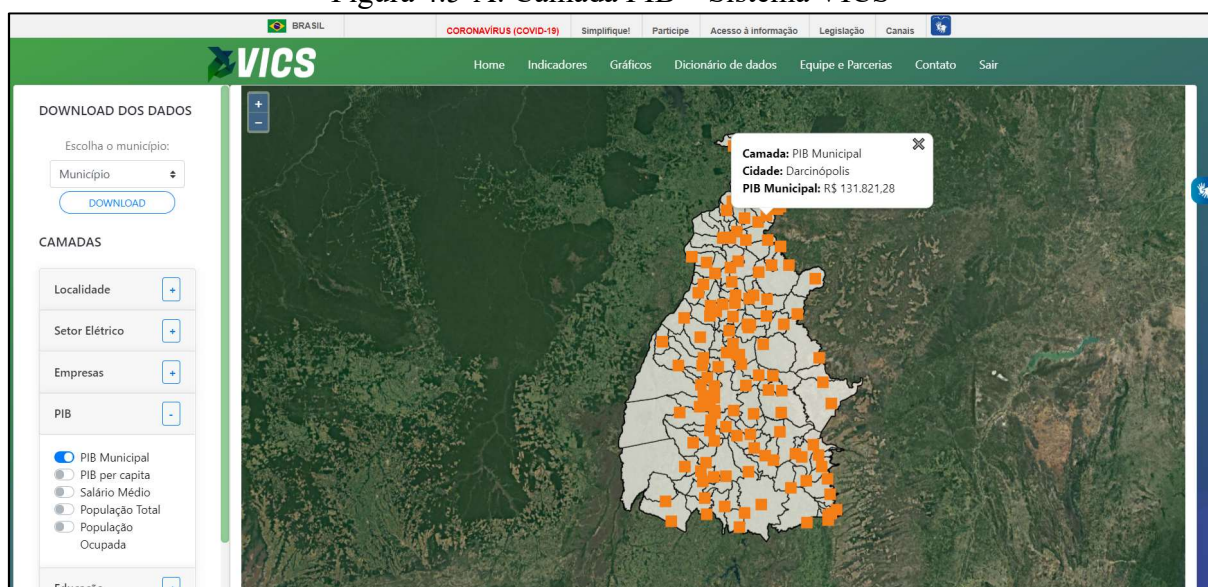 Figura 4.5-A: Camada PIB – Sistema VICS
BRASIL
CORONAVÍRUS (COVID-19) Simplifique! Participe Acesso à informação Legislação Canais
VICS
Home Indicadores Gráficos Dicionário de dados Equipe e Parcerias Contato Sair
DOWNLOAD DOS DADOS
Escolha o município:
Município
DOWNLOAD
CAMADAS
Localidade +
Setor Elétrico +
Empresas +
PIB -
PIB Municipal
PIB per capita
Salário Médio
População Total
População
Ocupada
+
−
Camada: PIB Municipal
Cidade: Darcinópolis
PIB Municipal: R$ 131.821,28